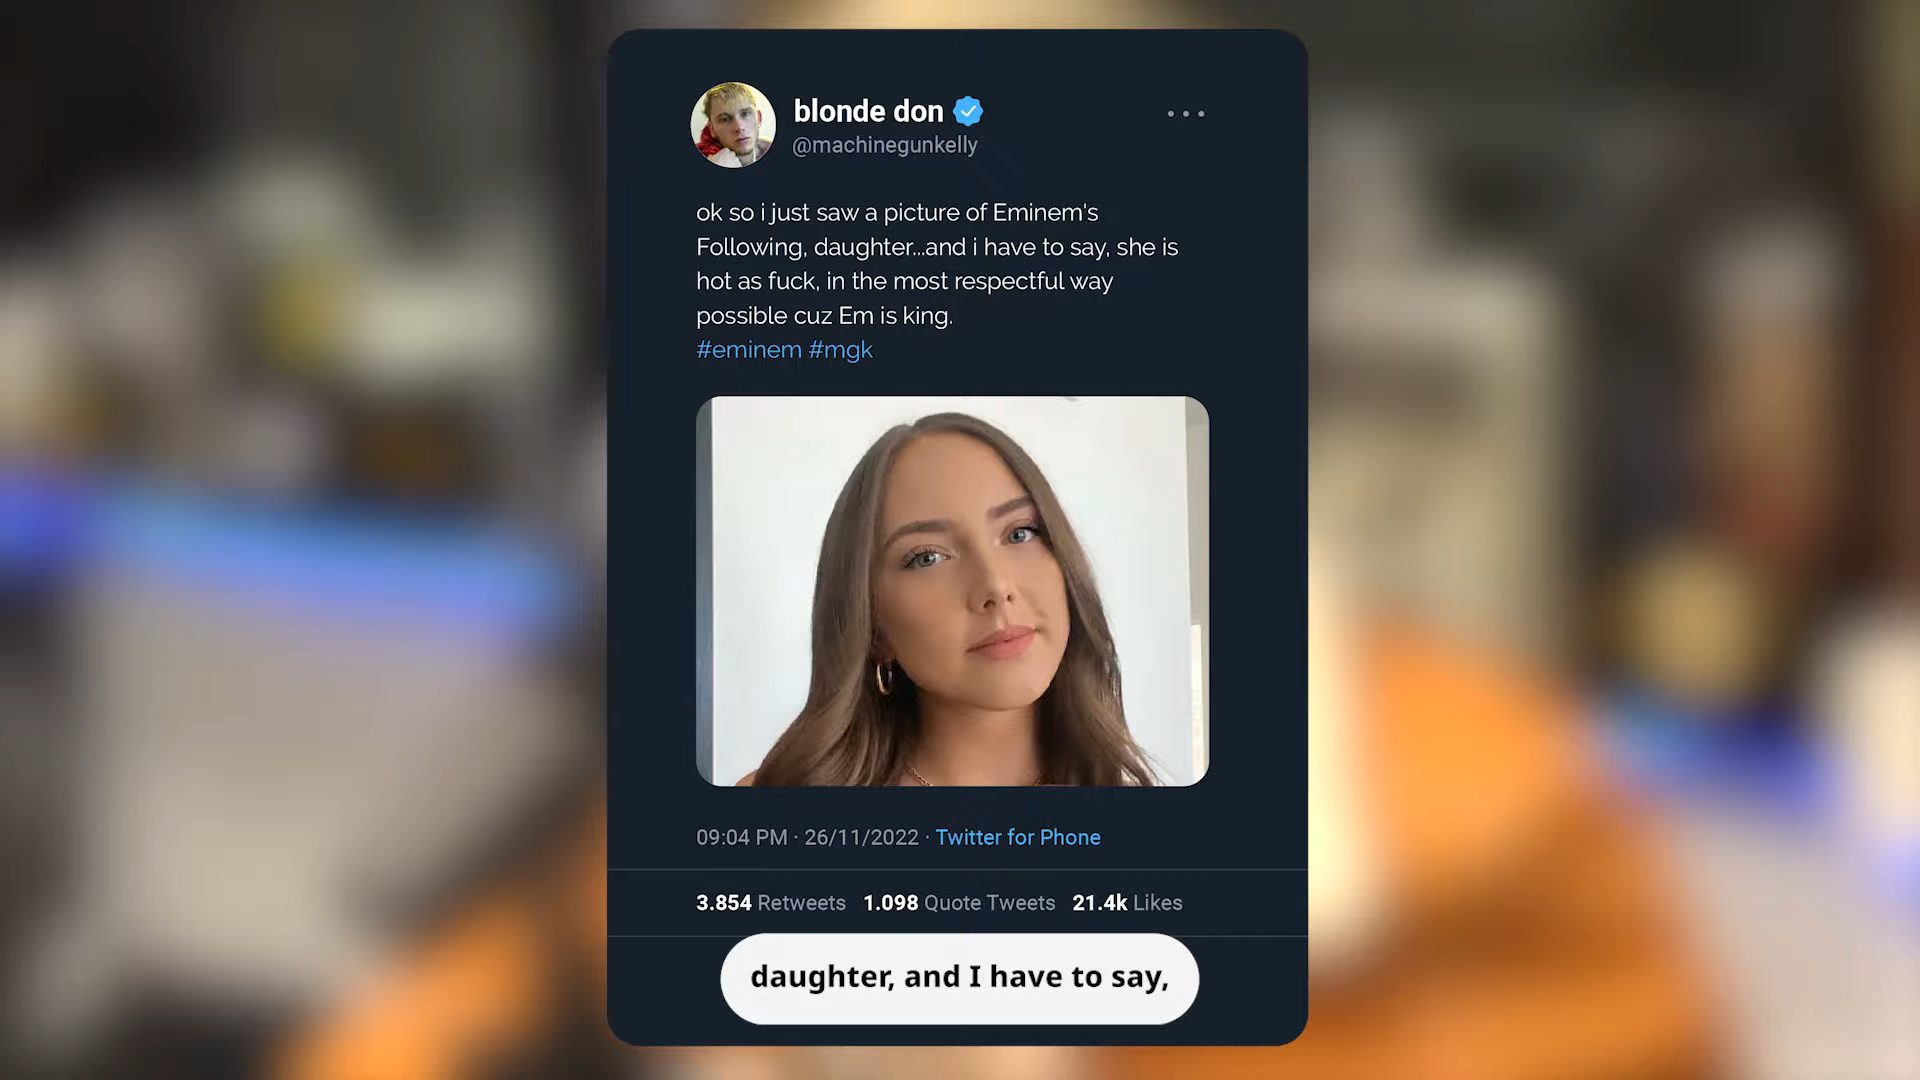 blonde don
@machinegunkelly
ok so i just saw a picture of Eminem's
Following, daughter...and i have to say, she is
hot as fuck, in the most respectful way
possible cuz Em is king.
#eminem #mgk
09:04 PM · 26/11/2022 · Twitter for Phone
3.854 Retweets 1.098 Quote Tweets 21.4k Likes
daughter, and I have to say,